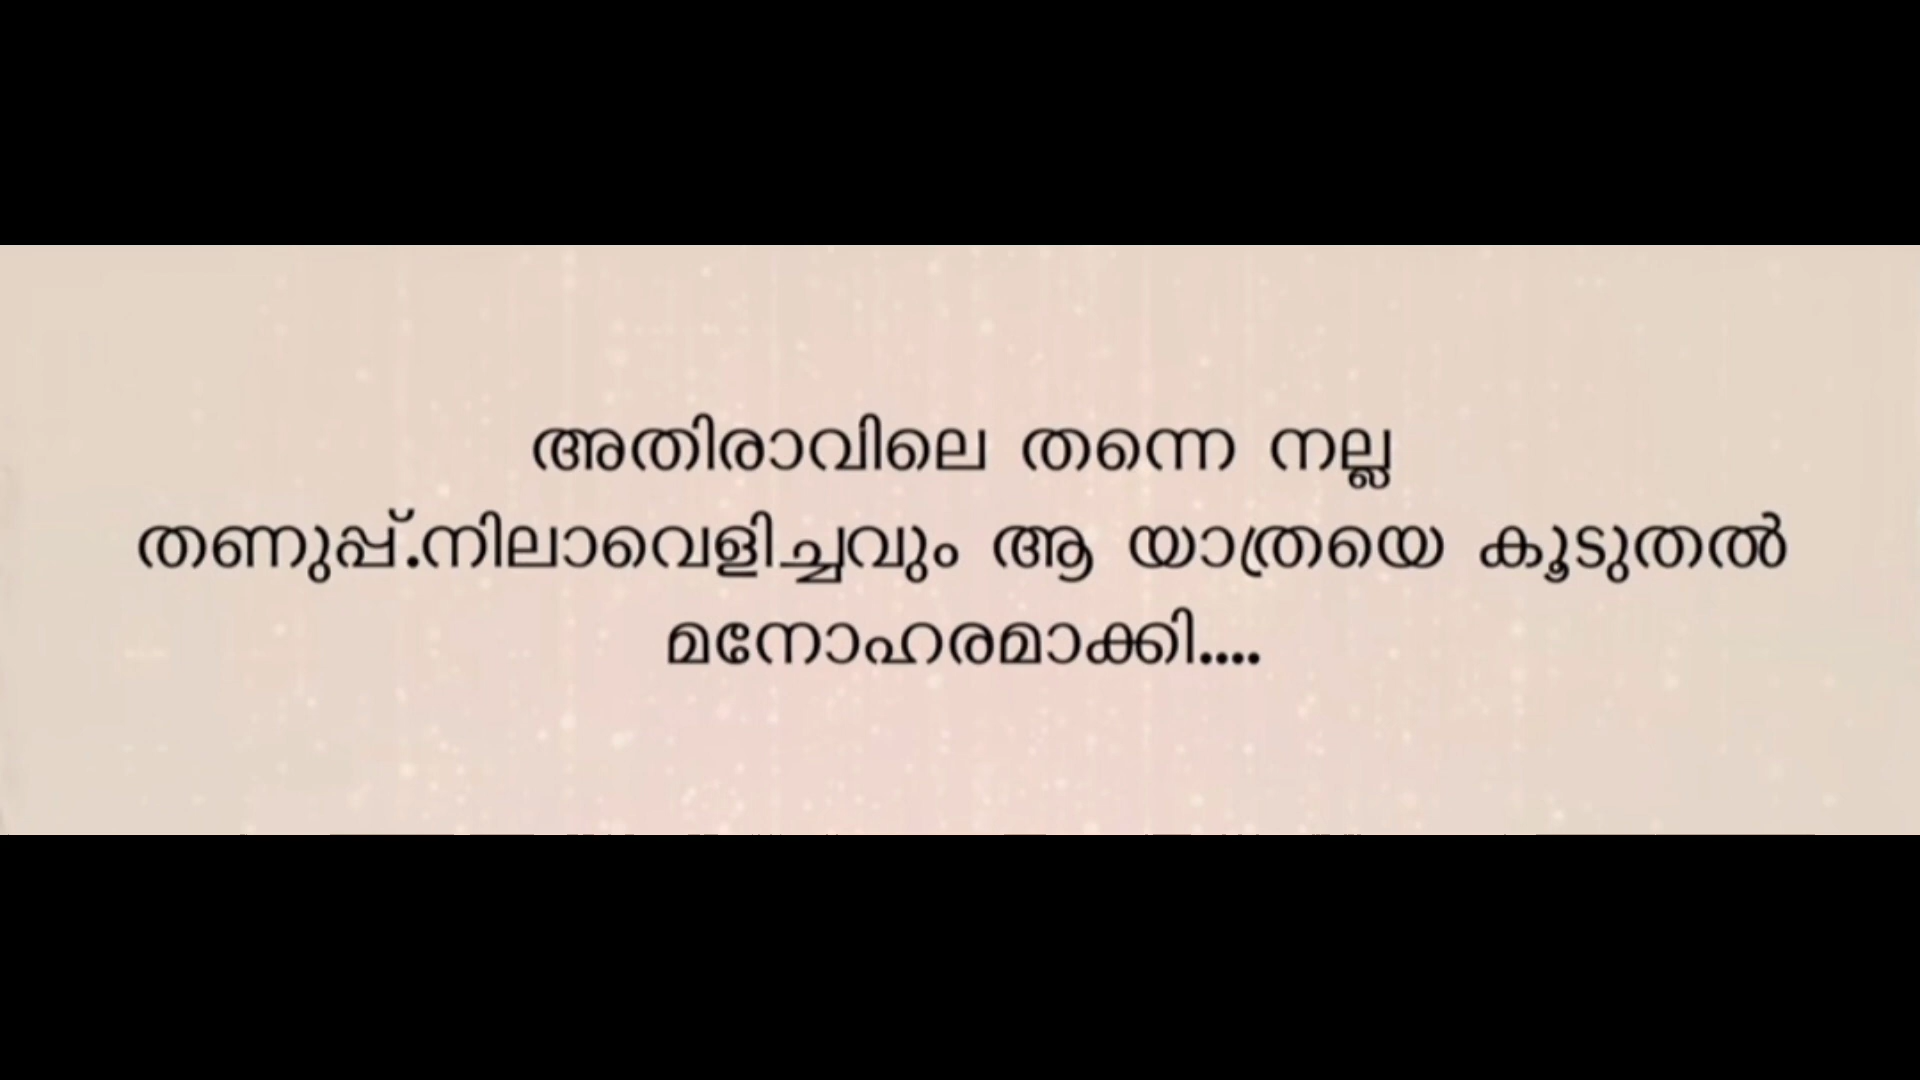 അതിരാവിലെ തന്നെ നല്ല
തണുപ്പ്.നിലാവെളിച്ചവും ആ യാത്രയെ കൂടുതൽ
മനോഹരമാക്കി....